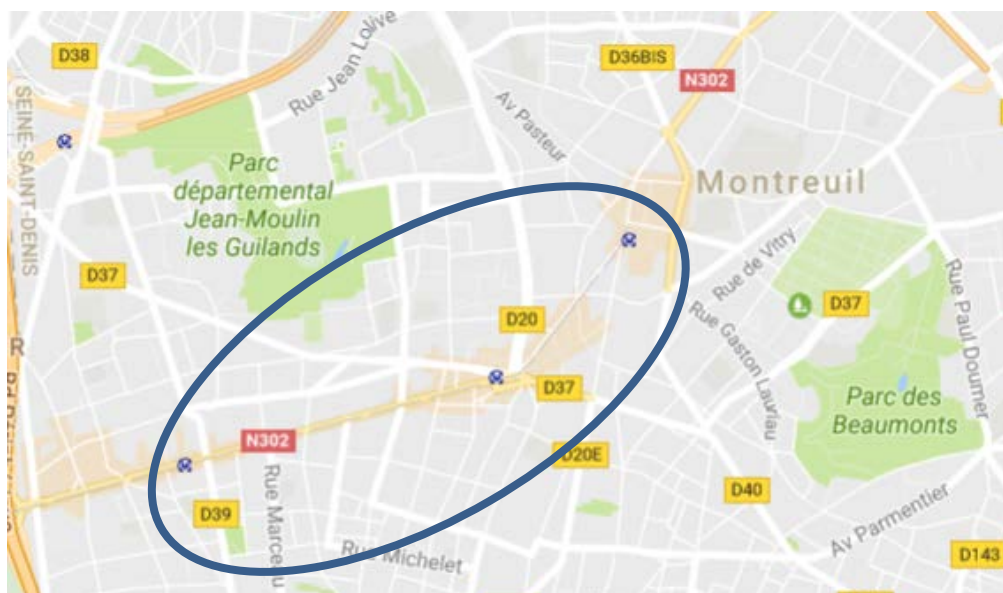 D38
D36BIS
N302
Rue Jean Lolive
SEINE-SAINT-DENIS
Av Pasteur
Parc
départemental
Jean-Moulin
les Guilands
Montreuil
D37
Rue de Vitry
D37
Rue Paul Doumer
D20
Rue Gaston Lauriau
R
D37
Parc des
Beaumonts
N302
D20E
Rue Marceau
D40
D39
Av Parmentier
Rue Michelet
D143